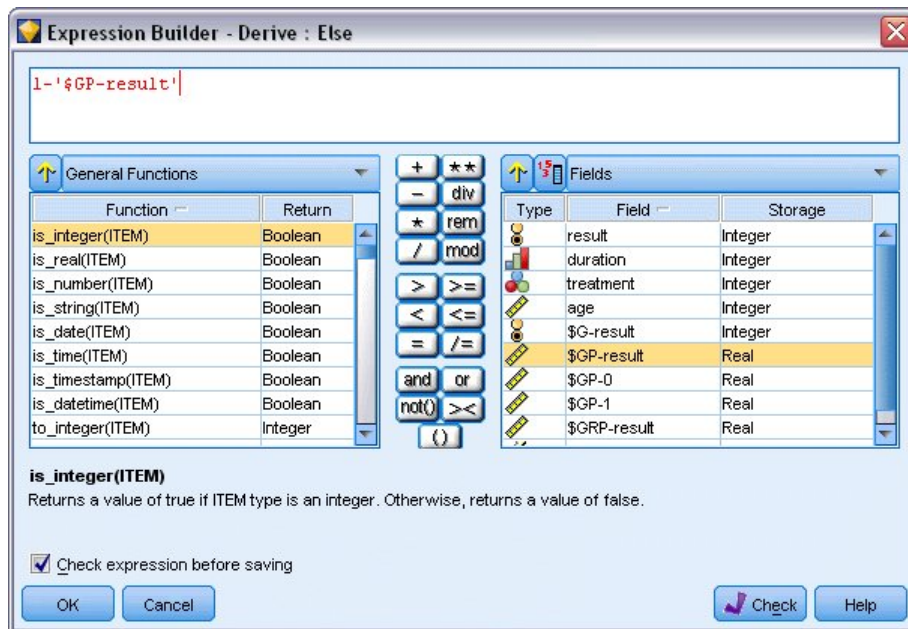 Expression Builder - Derive : Else
1-'$GP-result'
General Functions
Function Return
is_integer(ITEM) Boolean
is_real(ITEM) Boolean
is_number(ITEM) Boolean
is_string(ITEM) Boolean
is_date(ITEM) Boolean
is_time(ITEM) Boolean
is_timestamp(ITEM) Boolean
is_datetime(ITEM) Boolean
to_integer(ITEM) Integer
+ **
- div
* rem
/ mod
> >=
< <=
= /=
and or
not() ><
()
Fields
Type Field Storage
result Integer
duration Integer
treatment Integer
age Integer
$G-result Integer
$GP-result Real
$GP-0 Real
$GP-1 Real
$GRP-result Real
is_integer(ITEM)
Returns a value of true if ITEM type is an integer. Otherwise, returns a value of false.
Check expression before saving
OK Cancel Check Help